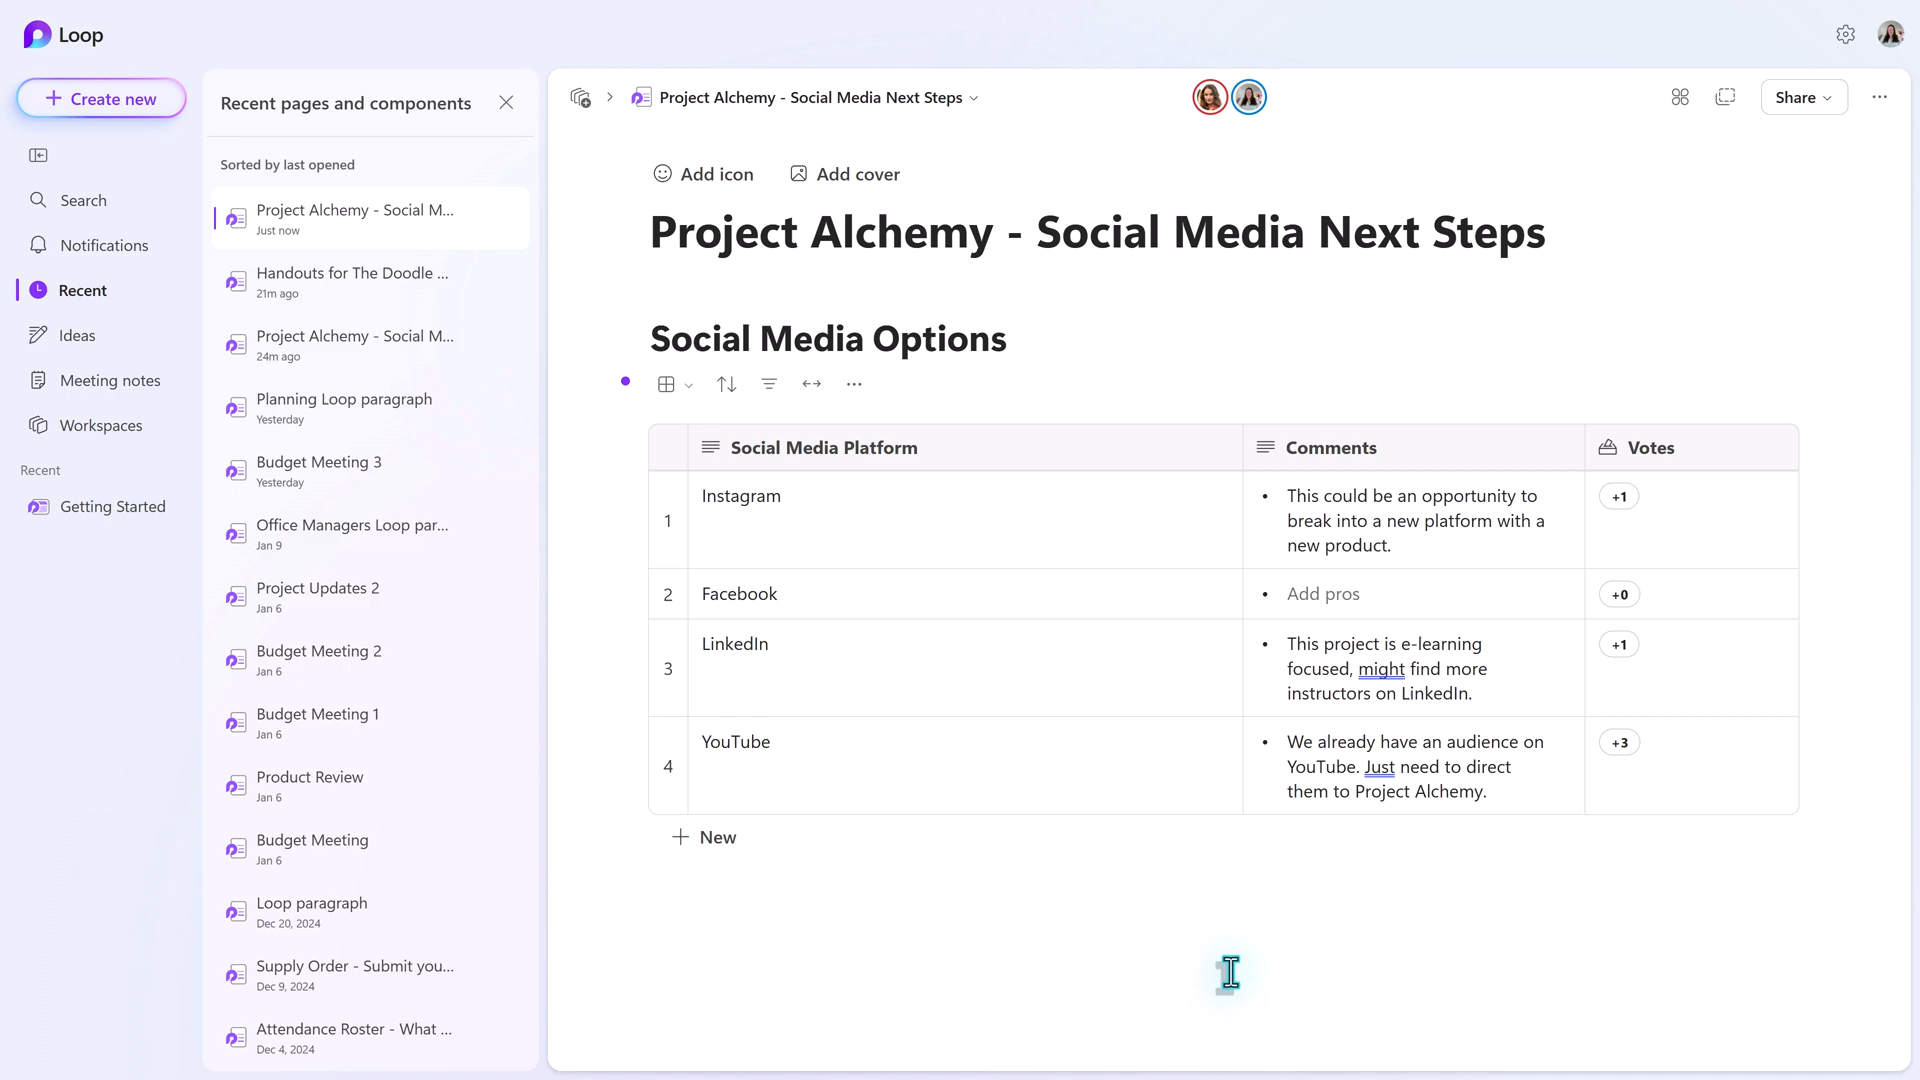 Loop
Create new
Search
Notifications
Recent
Ideas
Meeting notes
Workspaces
Recent
Getting Started
Recent pages and components
Sorted by last opened
Project Alchemy - Social M...
Just now
Handouts for The Doodle ...
21m ago
Project Alchemy - Social M...
24m ago
Planning Loop paragraph
Yesterday
Budget Meeting 3
Yesterday
Office Managers Loop par...
Jan 9
Project Updates 2
Jan 6
Budget Meeting 2
Jan 6
Budget Meeting 1
Jan 6
Product Review
Jan 6
Budget Meeting
Jan 6
Loop paragraph
Dec 20, 2024
Supply Order - Submit you...
Dec 9, 2024
Attendance Roster - What ...
Dec 4, 2024
Project Alchemy - Social Media Next Steps
Share
Add icon
Add cover
Project Alchemy - Social Media Next Steps
Social Media Options
Social Media Platform
Comments
Votes
1
Instagram
• This could be an opportunity to
break into a new platform with a
new product.
+1
2
Facebook
• Add pros
+0
3
LinkedIn
• This project is e-learning
focused, might find more
instructors on LinkedIn.
+1
4
YouTube
• We already have an audience on
YouTube. Just need to direct
them to Project Alchemy.
+3
New